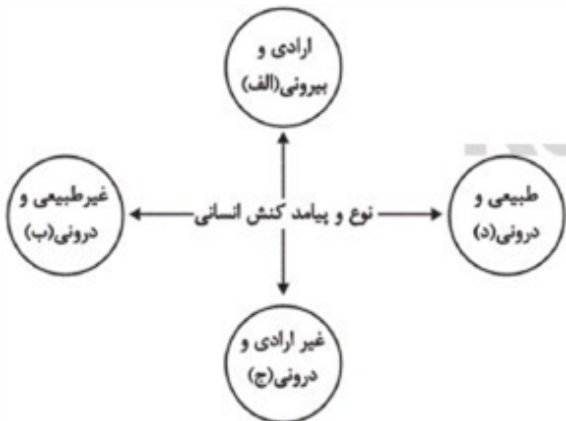 ارادی و
بیرونی(الف)
طبیعی و
درونی(د)
نوع و پیامد کنش انسانی
غیرطبیعی و
درونی(ب)
غیر ارادی و
درونی(ج)